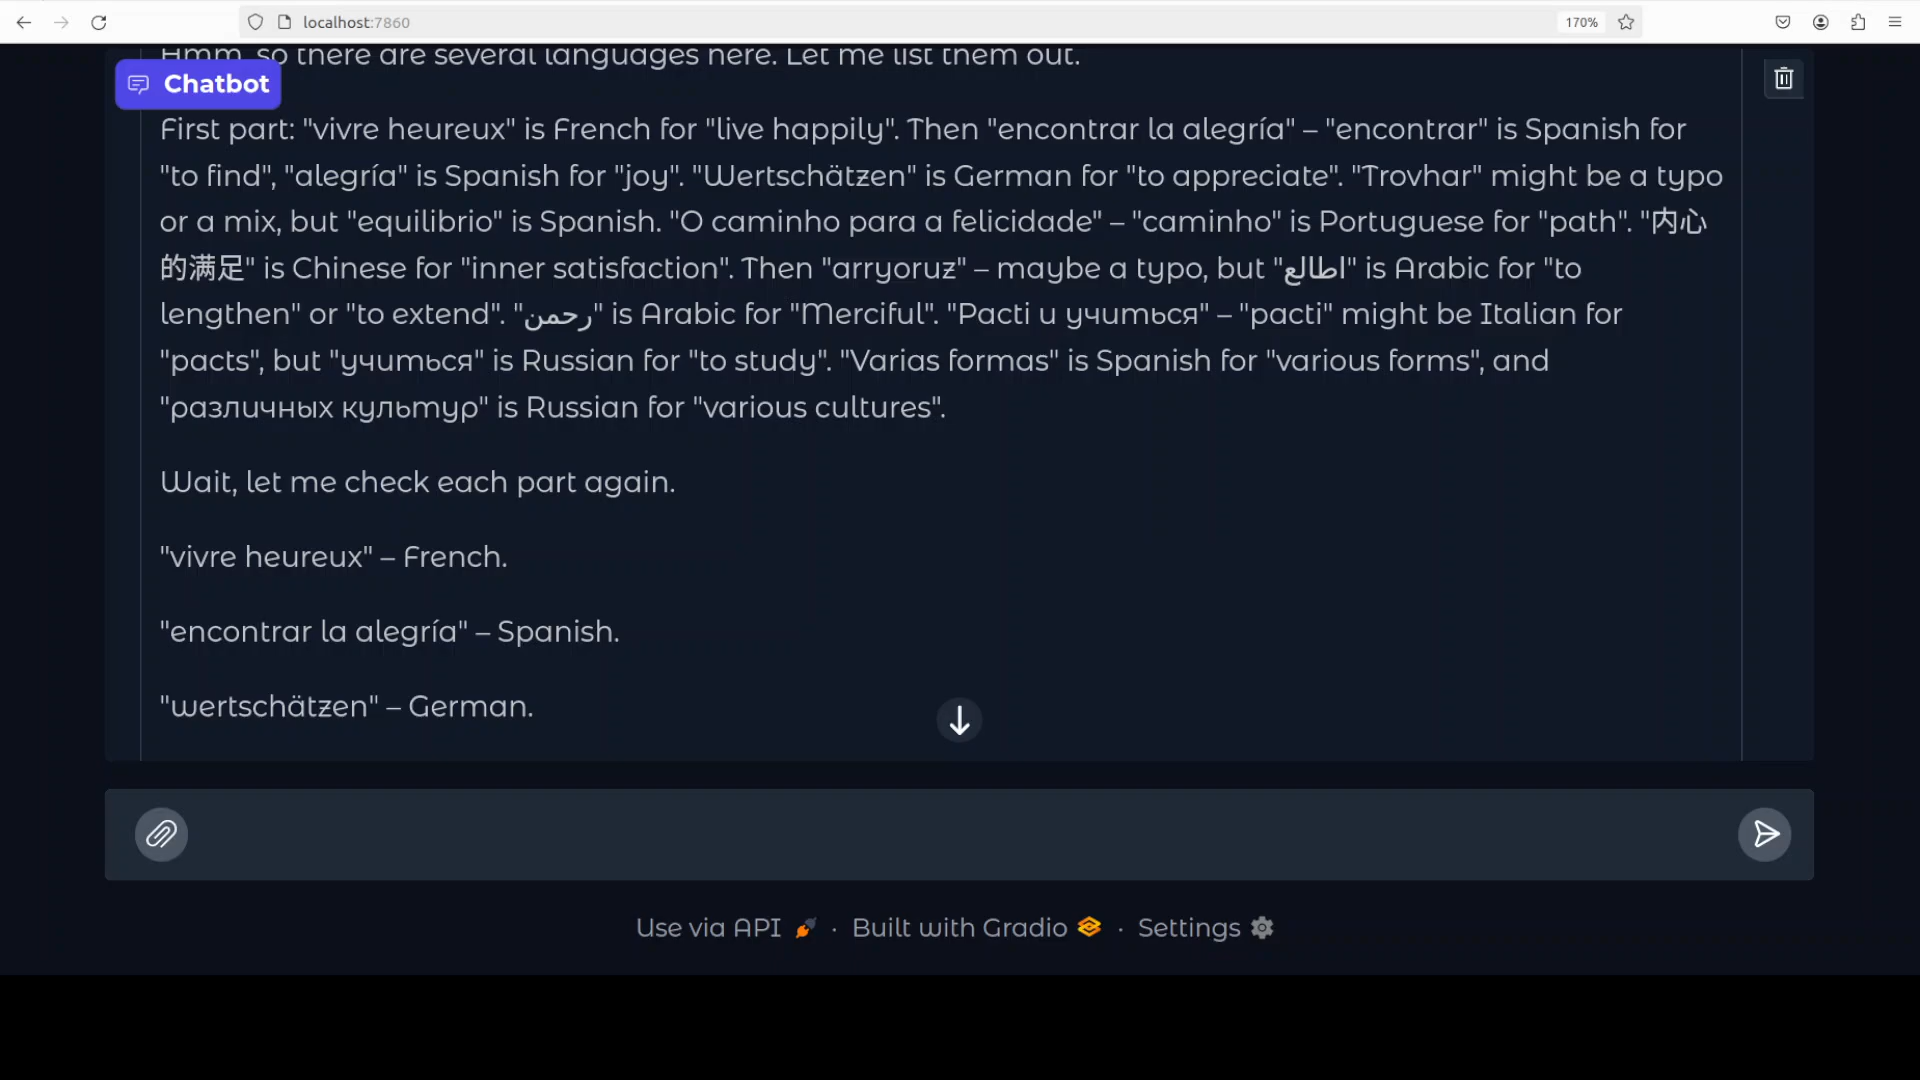 localhost:7860
170%
Hmm, so there are several languages here. Let me list them out.
Chatbot
First part: "vivre heureux" is French for "live happily". Then "encontrar la alegría" – "encontrar" is Spanish for
"to find", "alegría" is Spanish for "joy". "Wertschätzen" is German for "to appreciate". "Trovhar" might be a typo
or a mix, but "equilibrio" is Spanish. "O caminho para a felicidade" – "caminho" is Portuguese for "path". "内心
的满足" is Chinese for "inner satisfaction". Then "arryoruz" – maybe a typo, but "اطالع" is Arabic for "to
lengthen" or "to extend". "رحمن" is Arabic for "Merciful". "Pacti и учиться" – "pacti" might be Italian for
"pacts", but "учиться" is Russian for "to study". "Varias formas" is Spanish for "various forms", and
"различных культур" is Russian for "various cultures".
Wait, let me check each part again.
"vivre heureux" – French.
"encontrar la alegría" – Spanish.
"wertschätzen" – German.
Use via API · Built with Gradio · Settings